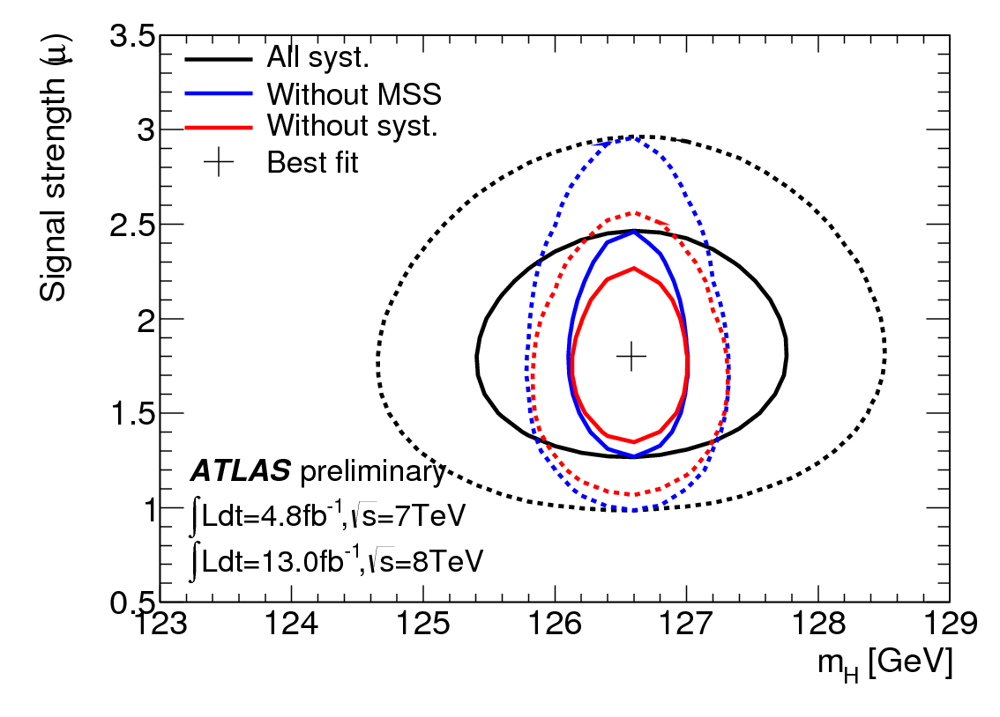 Signal strength (μ)
3.5
3
2.5
2
1.5
1
0.5
All syst.
Without MSS
Without syst.
Best fit
ATLAS preliminary
∫Ldt=4.8fb⁻¹,√s=7TeV
∫Ldt=13.0fb⁻¹,√s=8TeV
123 124 125 126 127 128 129
m_H [GeV]